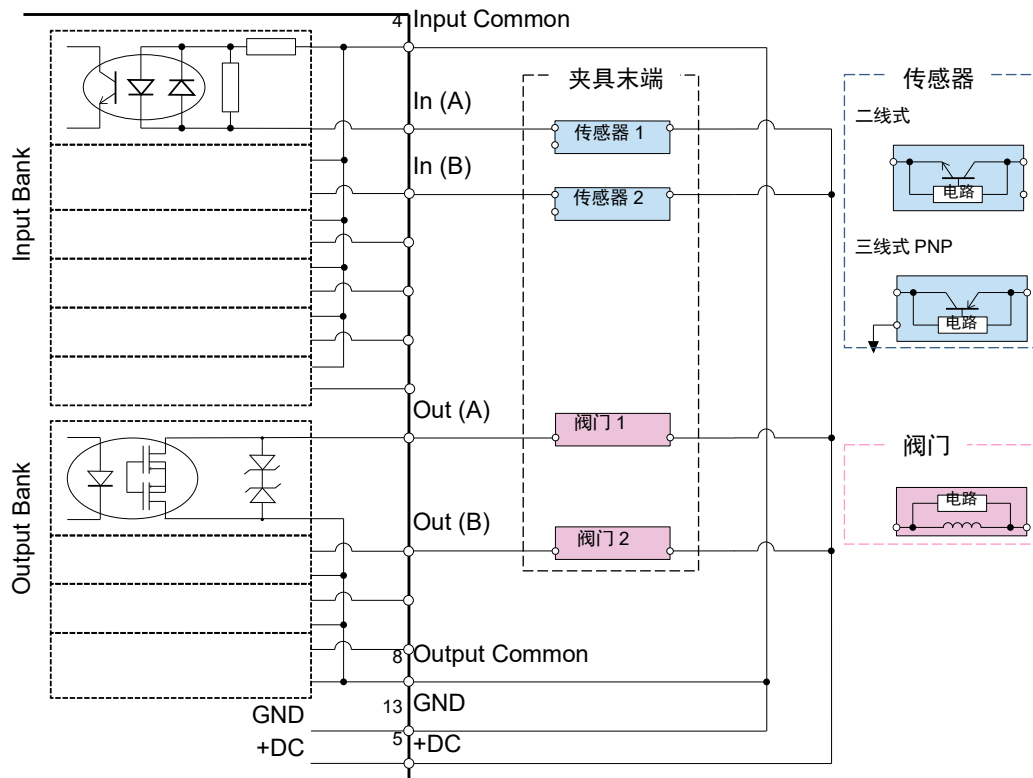 4 Input Common
In (A)
In (B)
Input Bank
夹具末端
传感器 1
传感器 2
传感器
二线式
电路
三线式 PNP
电路
Out (A)
阀门 1
Out (B)
阀门 2
Output Bank
阀门
电路
8 Output Common
GND
13 GND
+DC
5 +DC